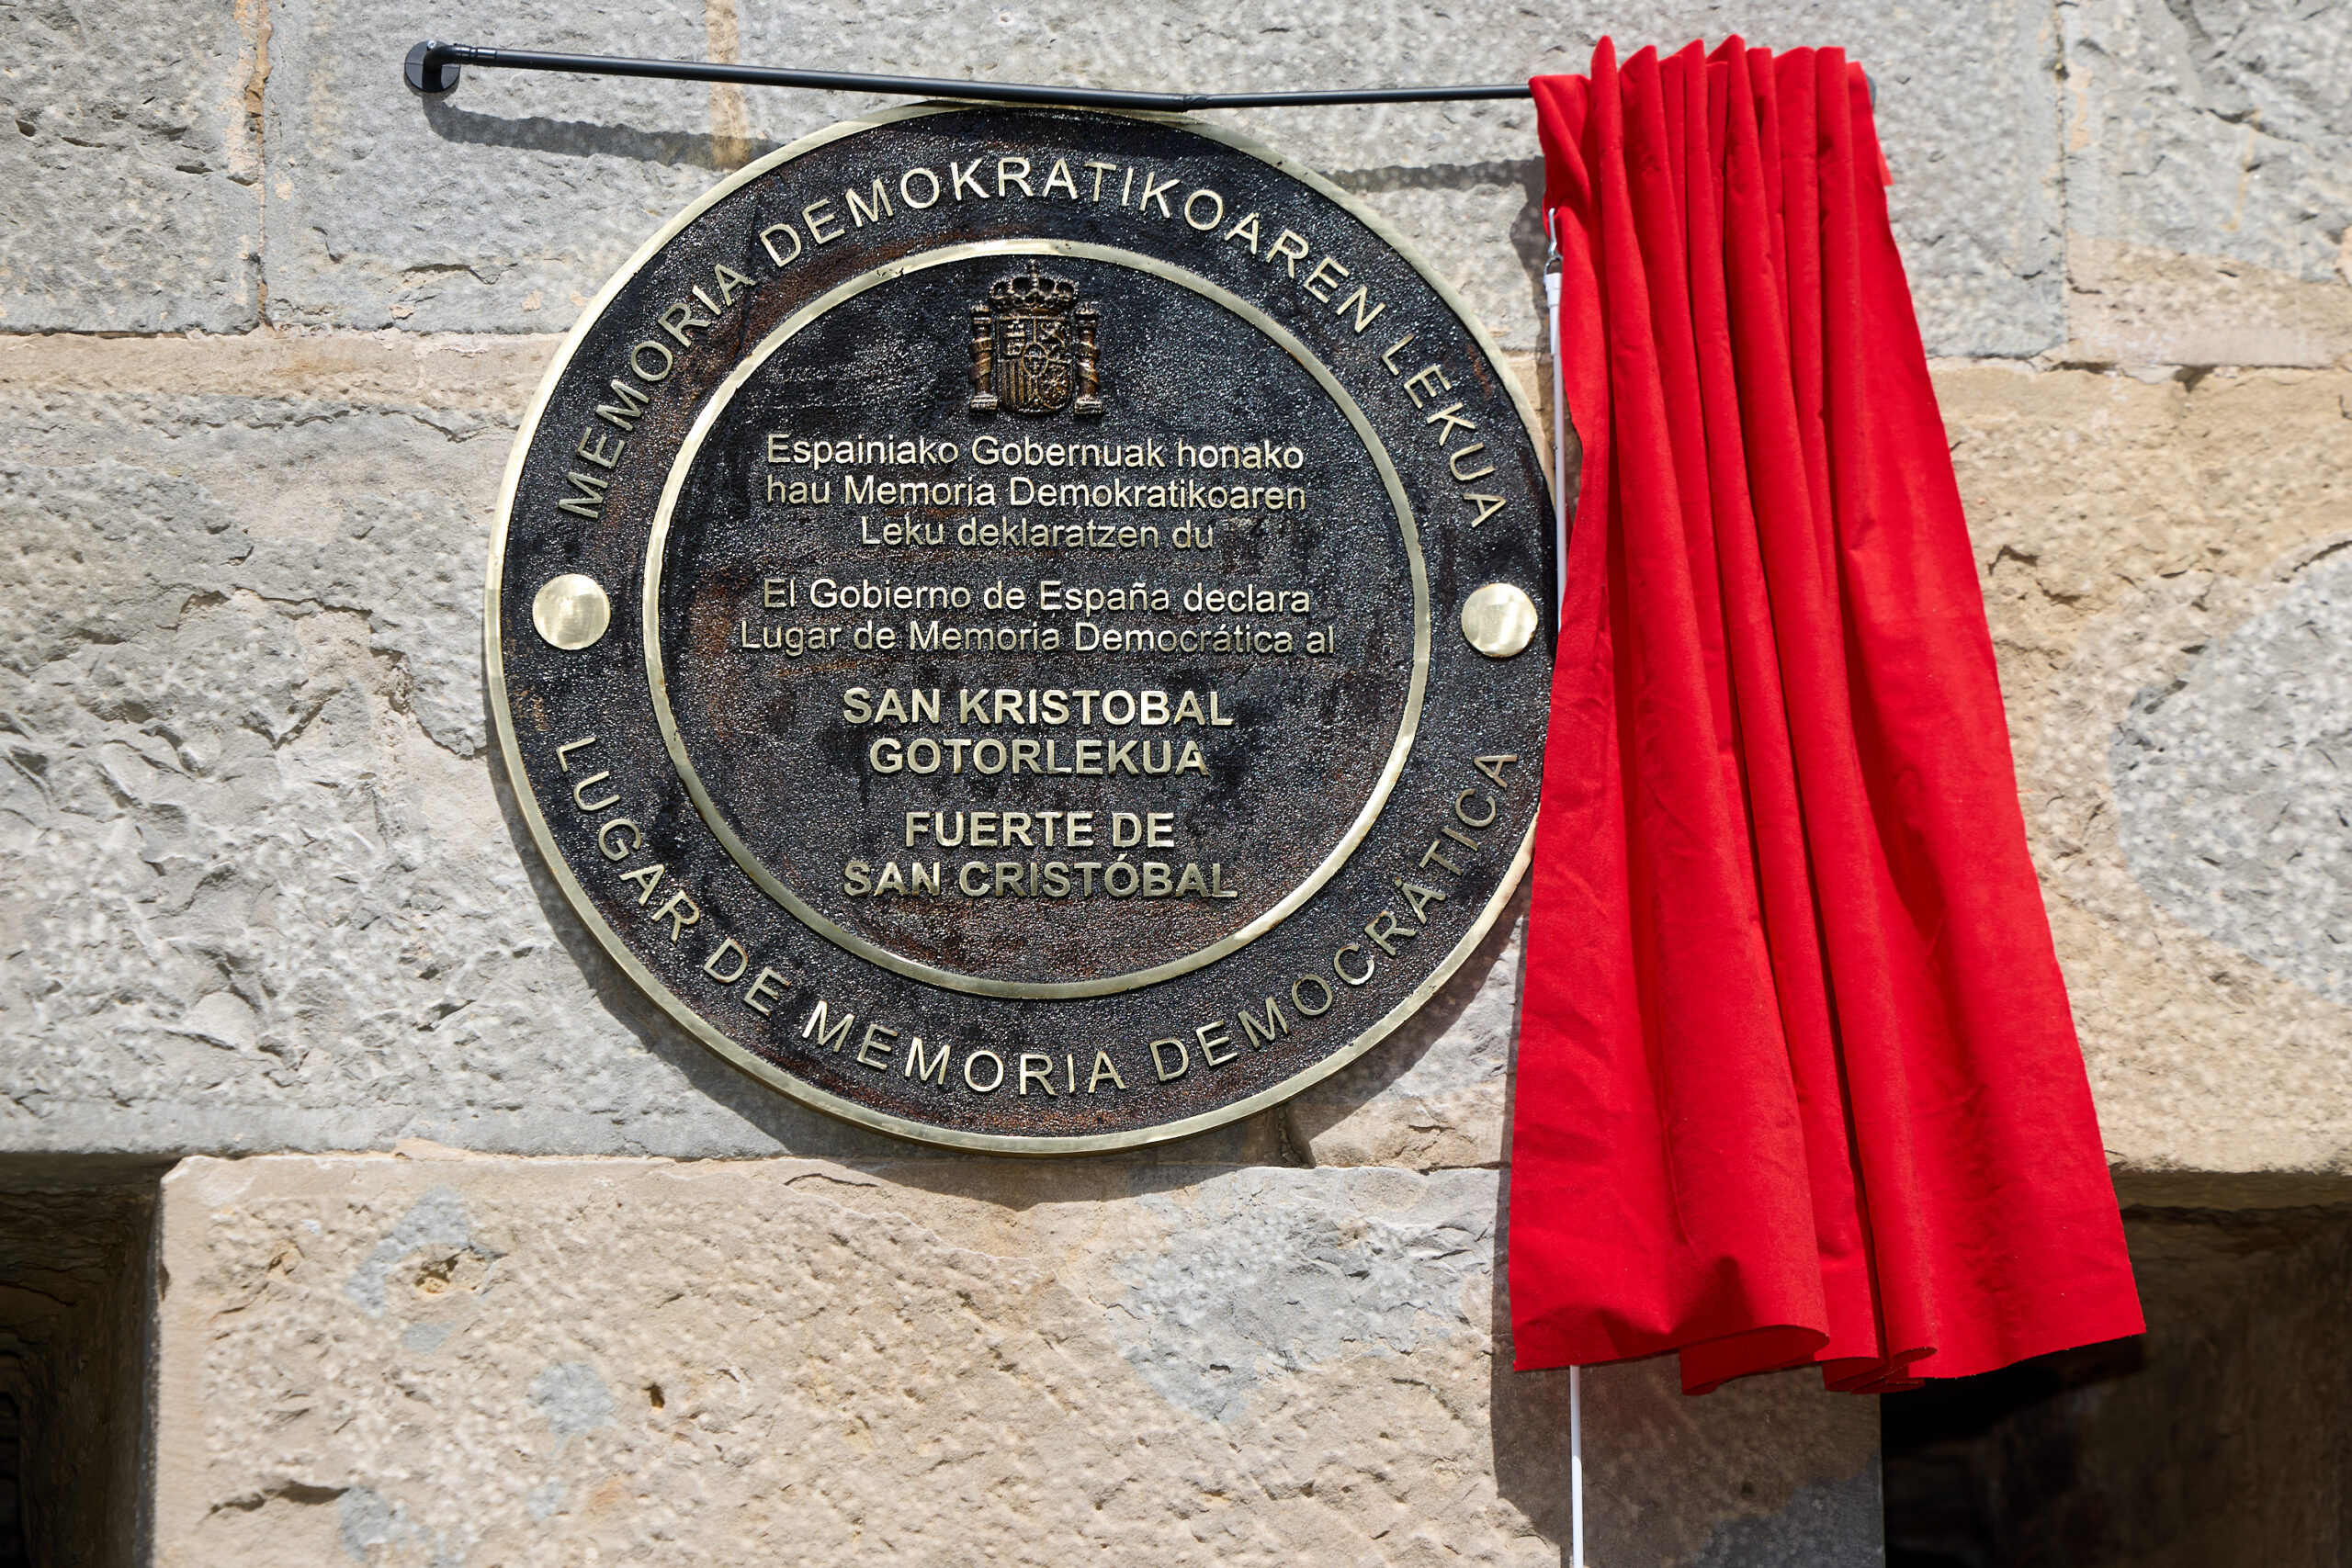 MEMORIA DEMOKRATIKOAREN LEKUA
Espainiako Gobernuak honako
hau Memoria Demokratikoaren
Leku deklaratzen du
El Gobierno de España declara
Lugar de Memoria Democrática al
SAN KRISTOBAL
GOTORLEKUA
FUERTE DE
SAN CRISTÓBAL
LUGAR DE MEMORIA DEMOCRÁTICA